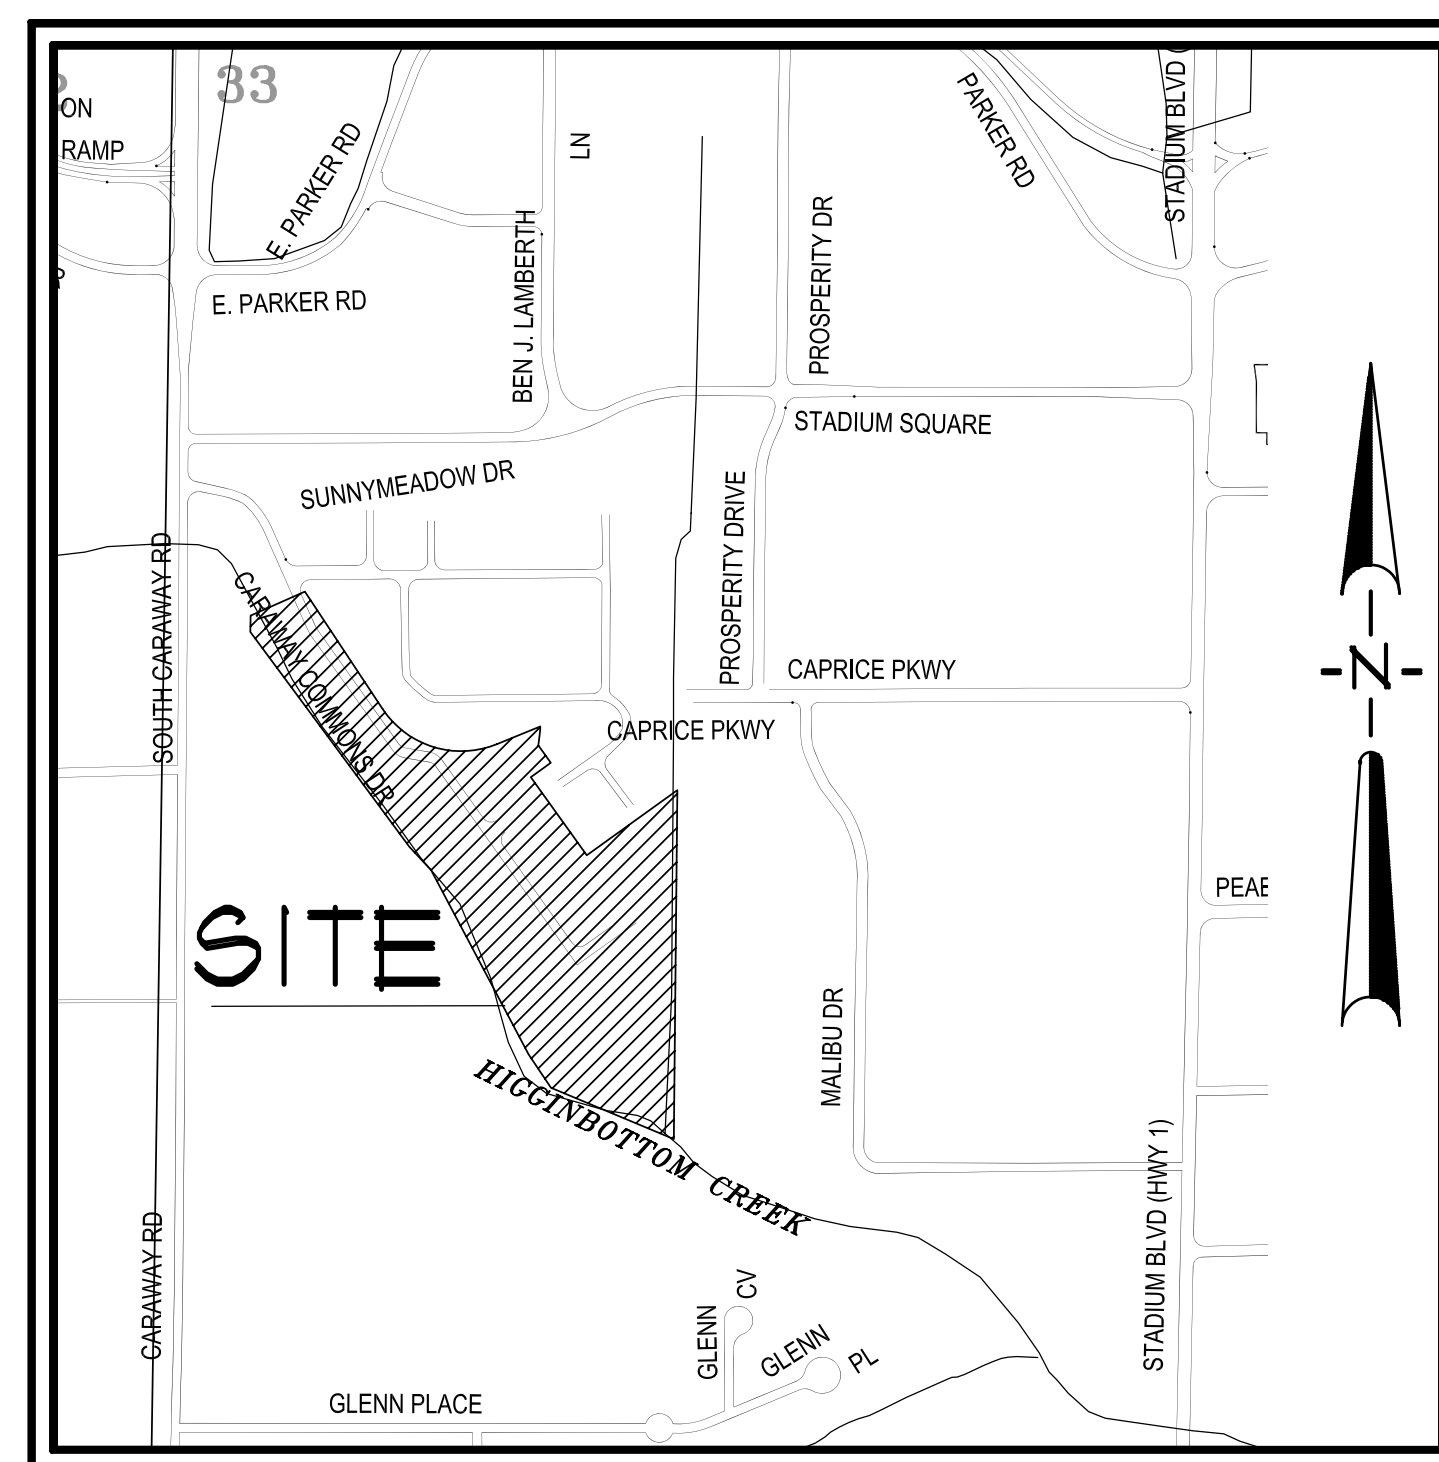 33
ON
RAMP
E. PARKER RD
LN
PARKER RD
STADIUM BLVD
E. PARKER RD
BEN J. LAMBERTH
PROSPERITY DR
STADIUM SQUARE
SUNNYMEADOW DR
SOUTH CARAWAY RD
CARAWAY COMMONS DR
PROSPERITY DRIVE
CAPRICE PKWY
CAPRICE PKWY
-N-
PEAB
SITE
MALIBU DR
HIGGINBOTTOM CREEK
STADIUM BLVD (HWY 1)
CARAWAY RD
GLENN CV
GLENN PL
GLENN PLACE